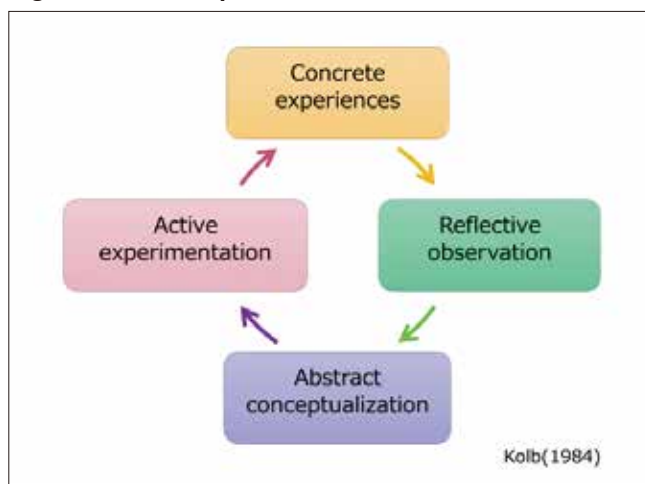 Concrete
experiences
Active
experimentation
Reflective
observation
Abstract
conceptualization
Kolb(1984)